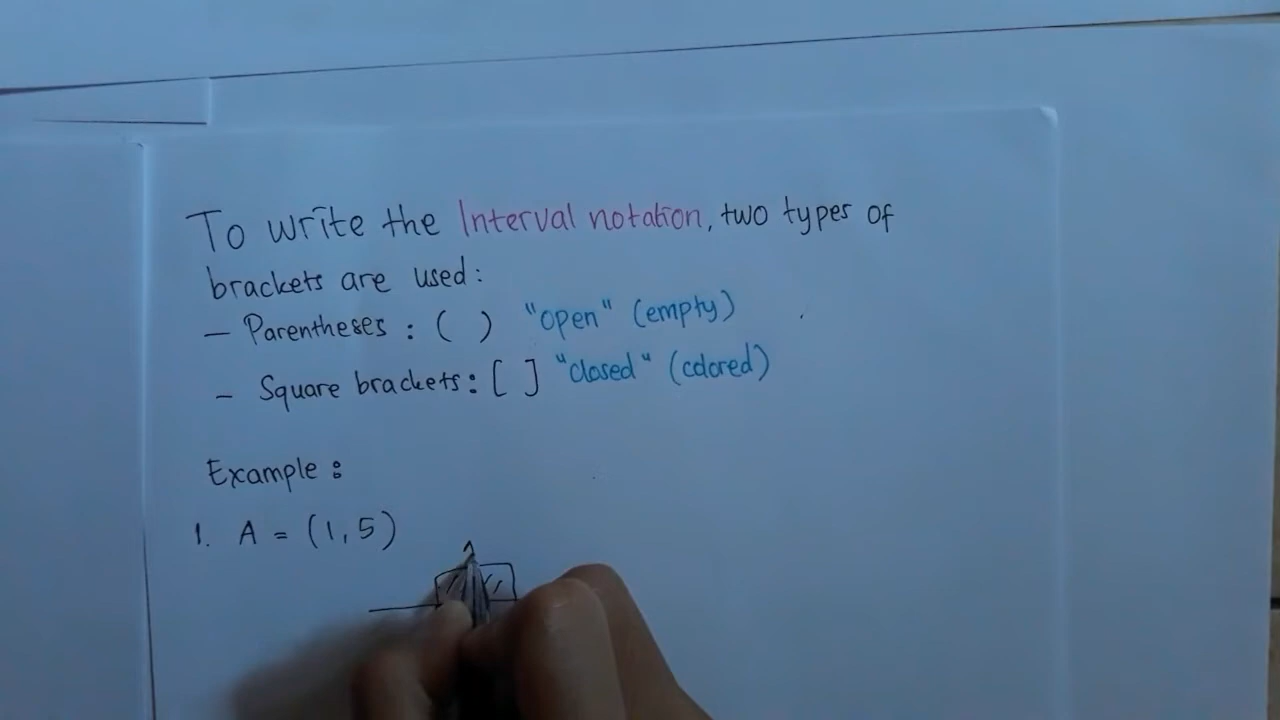 To write the Interval notation, two types of
brackets are used:
- Parentheses : ( ) "open" (empty)
- Square brackets : [ ] "closed" (colored)
Example :
1. A = (1, 5)
A